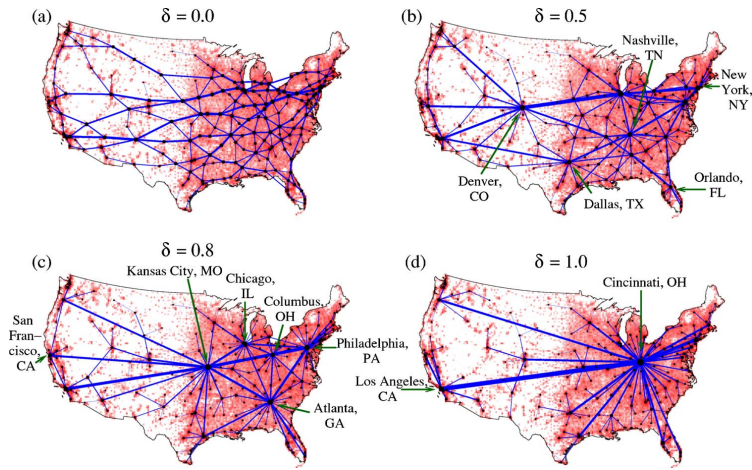 (a)
δ = 0.0
(b)
δ = 0.5
Nashville,
TN
New
York,
NY
Denver,
CO
Dallas, TX
Orlando,
FL
(c)
δ = 0.8
Kansas City, MO
Chicago,
IL
Columbus,
OH
San
Fran–
cisco,
CA
Philadelphia,
PA
Atlanta,
GA
(d)
δ = 1.0
Cincinnati, OH
Los Angeles,
CA